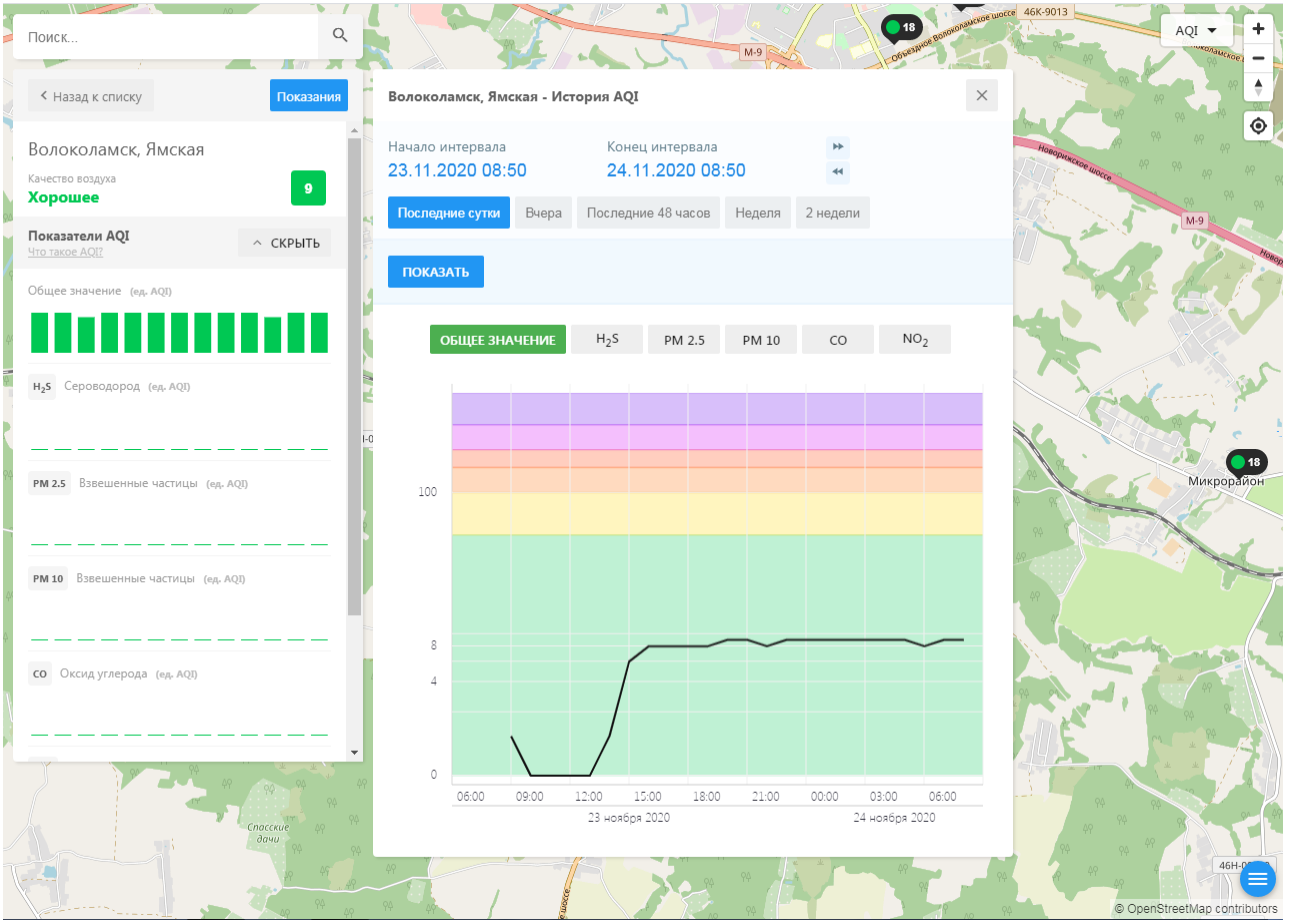 Поиск...
Назад к списку
Показания
Волоколамск, Ямская
Качество воздуха
Хорошее
9
Показатели AQI
Что такое AQI?
СКРЫТЬ
Общее значение (ед. AQI)
H₂S Сероводород (ед. AQI)
PM 2.5 Взвешенные частицы (ед. AQI)
PM 10 Взвешенные частицы (ед. AQI)
CO Оксид углерода (ед. AQI)
Волоколамск, Ямская - История AQI
Начало интервала
23.11.2020 08:50
Конец интервала
24.11.2020 08:50
Последние сутки
Вчера
Последние 48 часов
Неделя
2 недели
ПОКАЗАТЬ
ОБЩЕЕ ЗНАЧЕНИЕ
H₂S
PM 2.5
PM 10
CO
NO₂
100
8
4
0
06:00 09:00 12:00 15:00 18:00 21:00 00:00 03:00 06:00
23 ноября 2020
24 ноября 2020
M-9
18
46К-9013
Объездное Волоколамское шоссе
AQI
Новорижское шоссе
M-9
18
Микрорайон
Спасские
дачи
© OpenStreetMap contributors